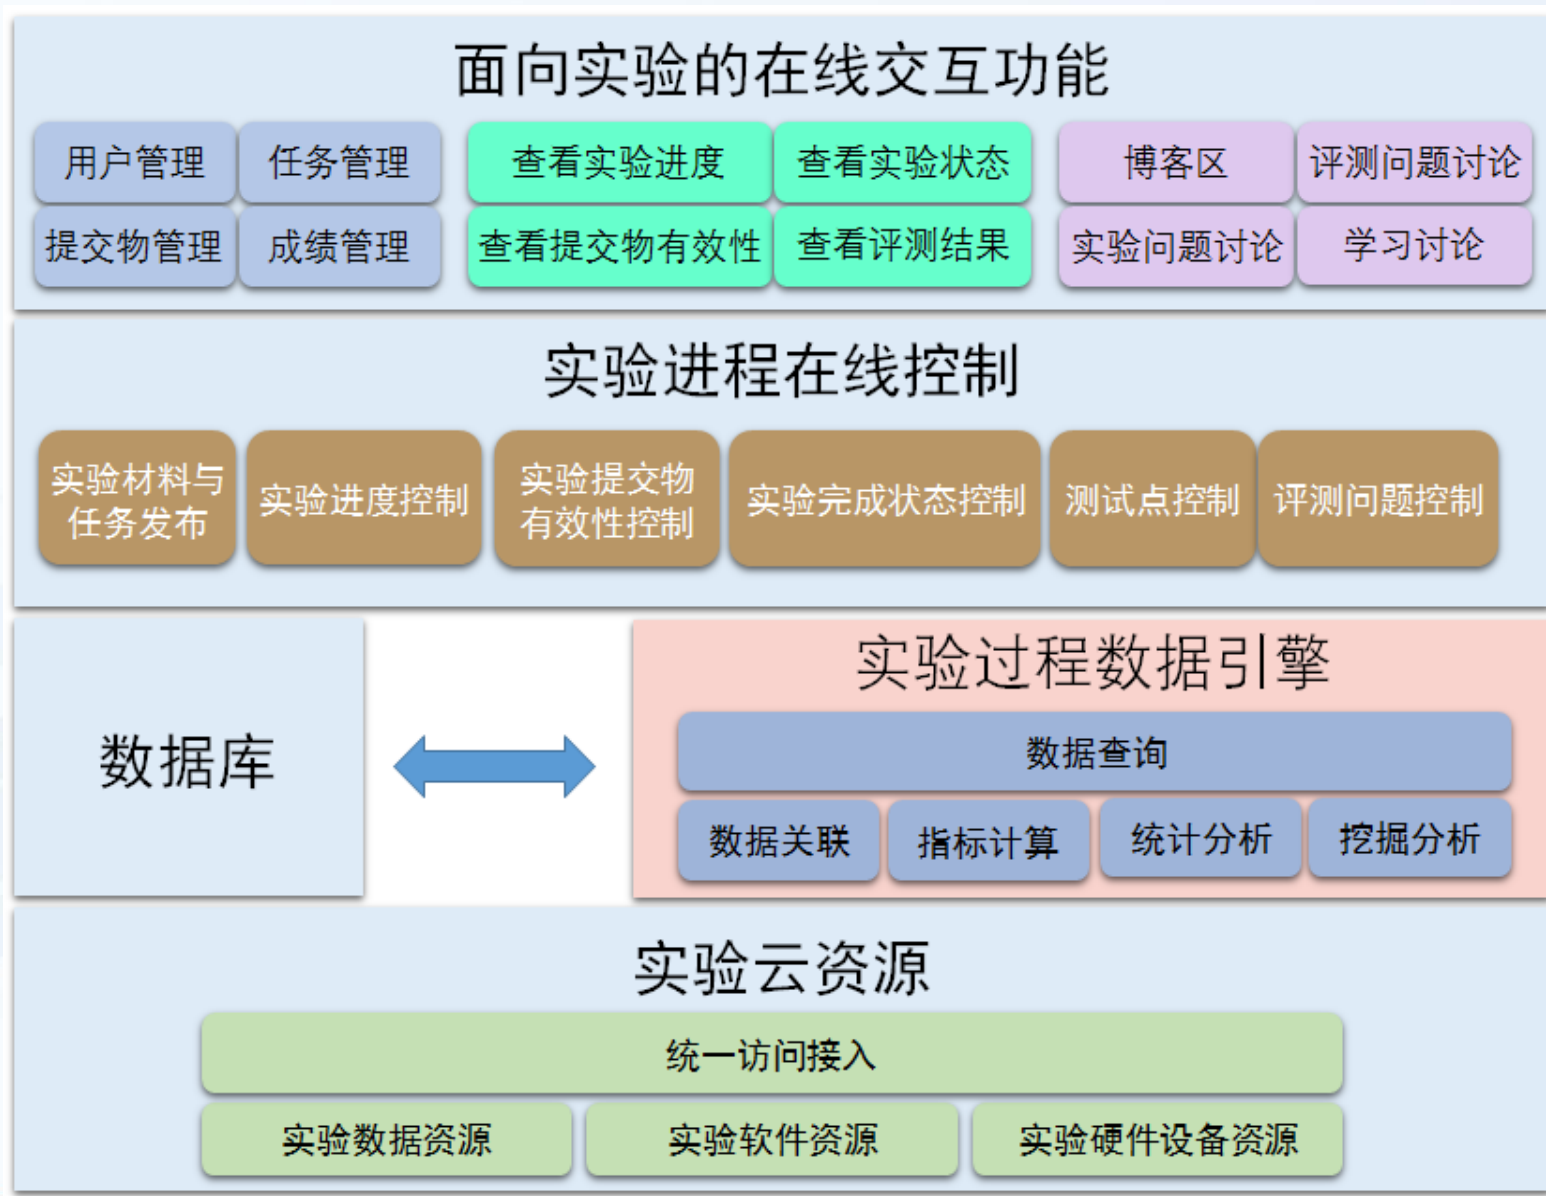 面向实验的在线交互功能
用户管理
任务管理
查看实验进度
查看实验状态
博客区
评测问题讨论
提交物管理
成绩管理
查看提交物有效性
查看评测结果
实验问题讨论
学习讨论
实验进程在线控制
实验材料与
任务发布
实验进度控制
实验提交物
有效性控制
实验完成状态控制
测试点控制
评测问题控制
数据库
实验过程数据引擎
数据查询
数据关联
指标计算
统计分析
挖掘分析
实验云资源
统一访问接入
实验数据资源
实验软件资源
实验硬件设备资源